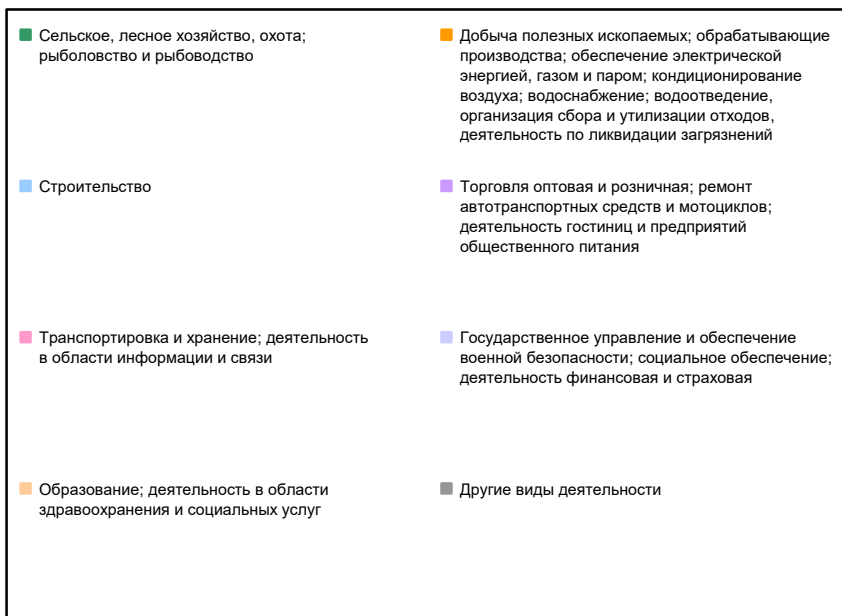 Сельское, лесное хозяйство, охота;
рыболовство и рыбоводство
Добыча полезных ископаемых; обрабатывающие
производства; обеспечение электрической
энергией, газом и паром; кондиционирование
воздуха; водоснабжение; водоотведение,
организация сбора и утилизации отходов,
деятельность по ликвидации загрязнений
Строительство
Торговля оптовая и розничная; ремонт
автотранспортных средств и мотоциклов;
деятельность гостиниц и предприятий
общественного питания
Транспортировка и хранение; деятельность
в области информации и связи
Государственное управление и обеспечение
военной безопасности; социальное обеспечение;
деятельность финансовая и страховая
Образование; деятельность в области
здравоохранения и социальных услуг
Другие виды деятельности